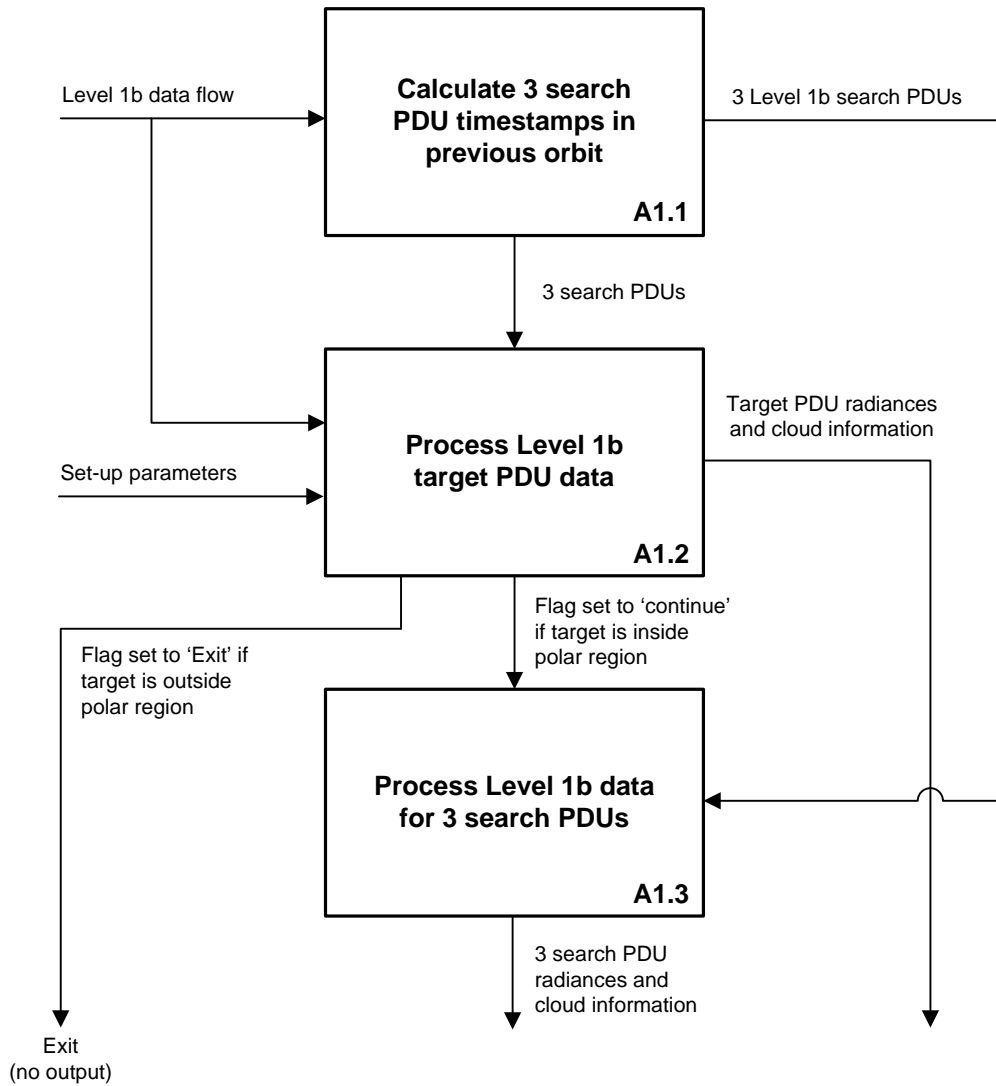 Level 1b data flow
Calculate 3 search
PDU timestamps in
previous orbit
A1.1
3 Level 1b search PDUs
3 search PDUs
Set-up parameters
Process Level 1b
target PDU data
A1.2
Target PDU radiances
and cloud information
Flag set to ‘Exit’ if
target is outside
polar region
Flag set to ‘continue’
if target is inside
polar region
Process Level 1b data
for 3 search PDUs
A1.3
3 search PDU
radiances and
cloud information
Exit
(no output)